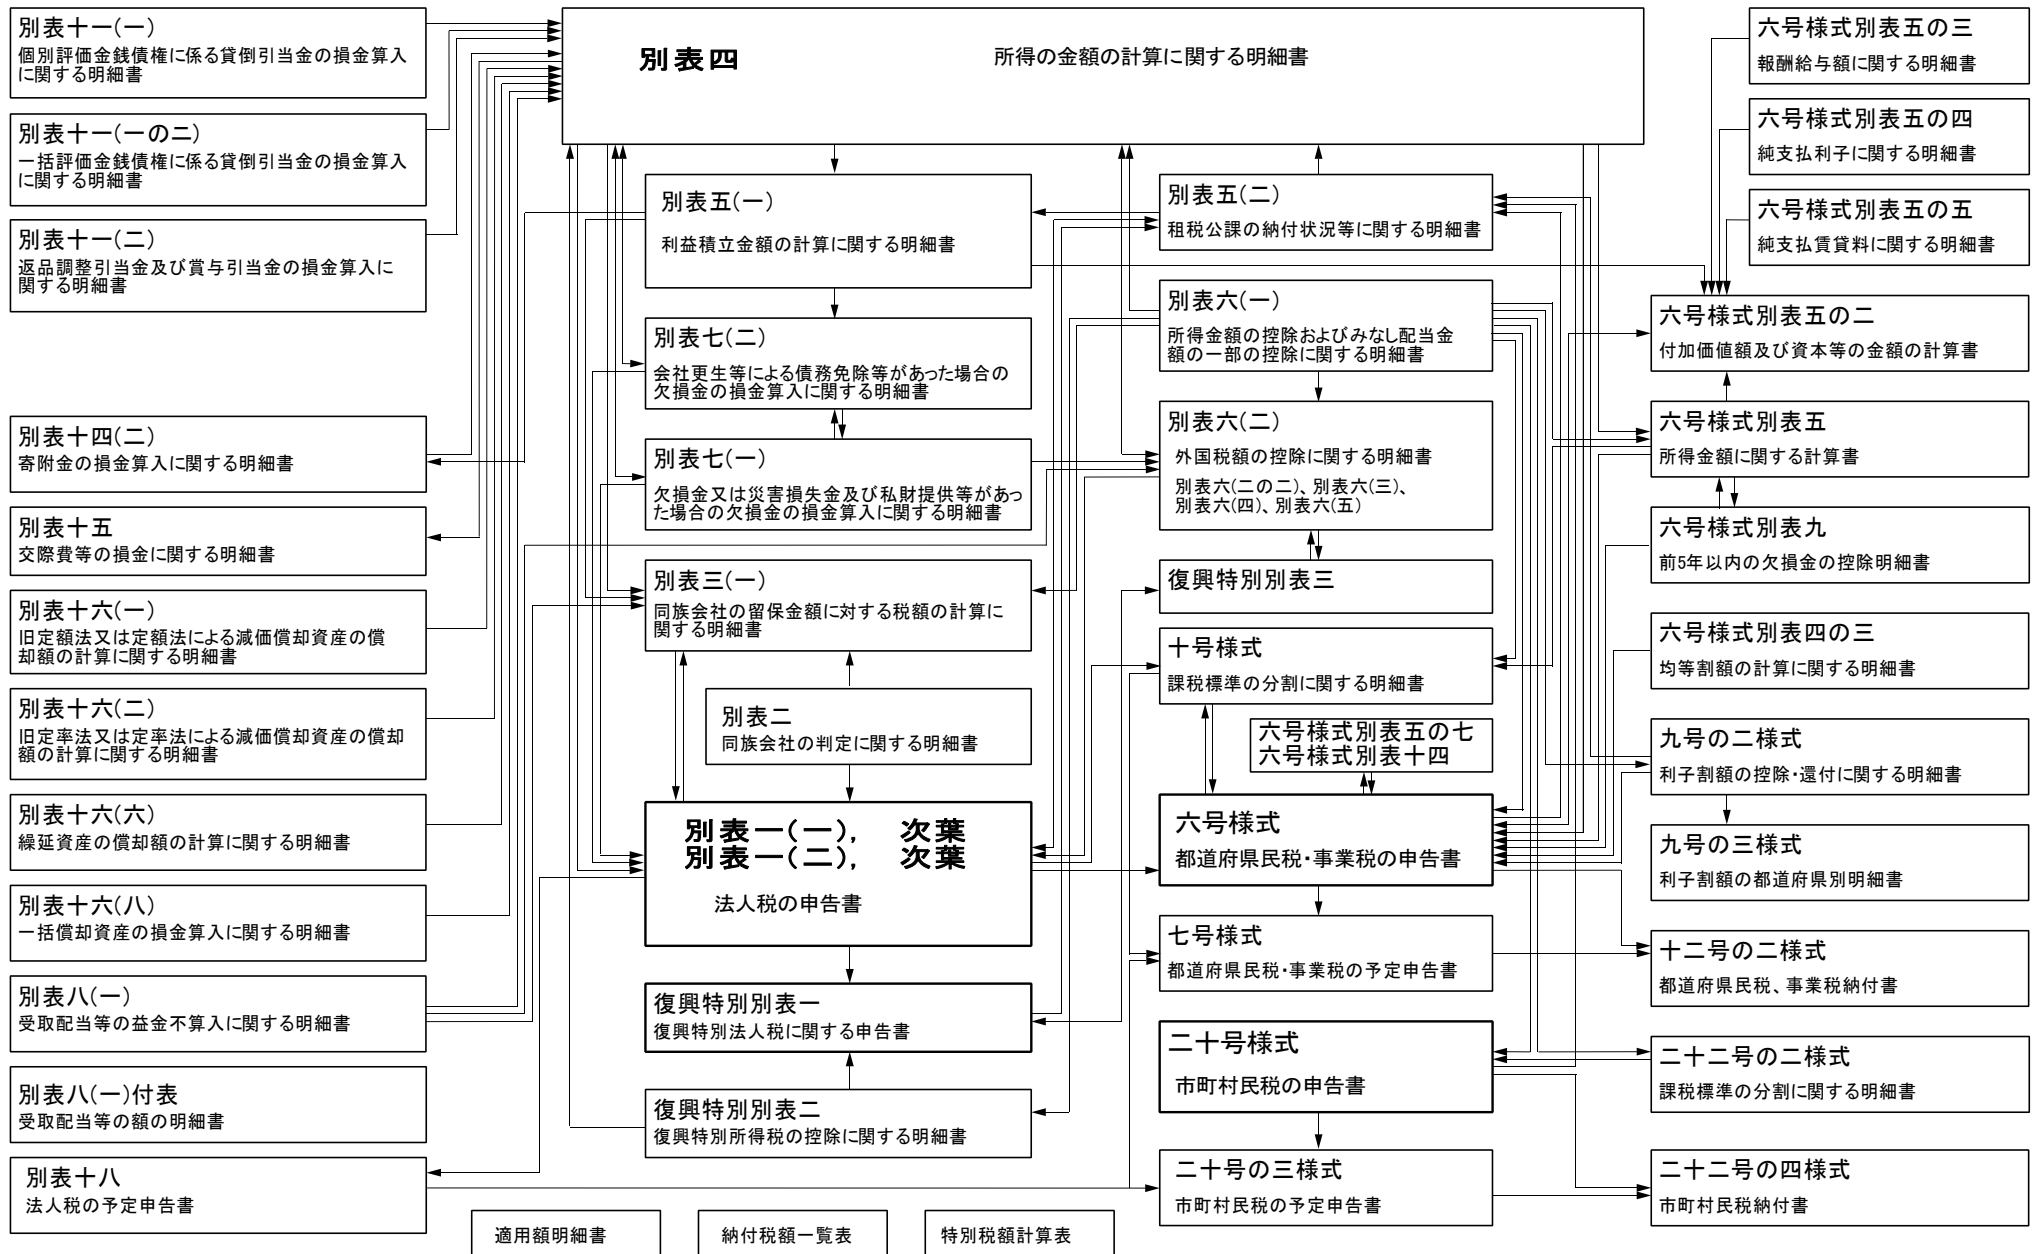 別表十一(一)
個別評価金銭債権に係る貸倒引当金の損金算入
に関する明細書
別表十一(一の二)
一括評価金銭債権に係る貸倒引当金の損金算入
に関する明細書
別表十一(二)
返品調整引当金及び賞与引当金の損金算入に
関する明細書
別表十四(二)
寄附金の損金算入に関する明細書
別表十五
交際費等の損金に関する明細書
別表十六(一)
旧定額法又は定額法による減価償却資産の償
却額の計算に関する明細書
別表十六(二)
旧定率法又は定率法による減価償却資産の償却
額の計算に関する明細書
別表十六(六)
繰延資産の償却額の計算に関する明細書
別表十六(八)
一括償却資産の損金算入に関する明細書
別表八(一)
受取配当等の益金不算入に関する明細書
別表八(一)付表
受取配当等の額の明細書
別表十八
法人税の予定申告書
別表四 所得の金額の計算に関する明細書
別表五(一)
利益積立金額の計算に関する明細書
別表七(二)
会社更生等による債務免除等があった場合の
欠損金の損金算入に関する明細書
別表七(一)
欠損金又は災害損失金及び私財提供等があっ
た場合の欠損金の損金算入に関する明細書
別表三(一)
同族会社の留保金額に対する税額の計算に
関する明細書
別表二
同族会社の判定に関する明細書
別表一(一), 次葉
別表一(二), 次葉
法人税の申告書
復興特別別表一
復興特別法人税に関する申告書
復興特別別表二
復興特別所得税の控除に関する明細書
別表五(二)
租税公課の納付状況等に関する明細書
別表六(一)
所得金額の控除およびみなし配当金
額の一部の控除に関する明細書
別表六(二)
外国税額の控除に関する明細書
別表六(二の二)、別表六(三)、
別表六(四)、別表六(五)
復興特別別表三
十号様式
課税標準の分割に関する明細書
六号様式別表五の七
六号様式別表十四
六号様式
都道府県民税・事業税の申告書
七号様式
都道府県民税・事業税の予定申告書
二十号様式
市町村民税の申告書
二十号の三様式
市町村民税の予定申告書
六号様式別表五の三
報酬給与額に関する明細書
六号様式別表五の四
純支払利子に関する明細書
六号様式別表五の五
純支払賃貸料に関する明細書
六号様式別表五の二
付加価値額及び資本等の金額の計算書
六号様式別表五
所得金額に関する計算書
六号様式別表九
前5年以内の欠損金の控除明細書
六号様式別表四の三
均等割額の計算に関する明細書
九号の二様式
利子割額の控除・還付に関する明細書
九号の三様式
利子割額の都道府県別明細書
十二号の二様式
都道府県民税、事業税納付書
二十二号の二様式
課税標準の分割に関する明細書
二十二号の四様式
市町村民税納付書
適用額明細書
納付税額一覧表
特別税額計算表